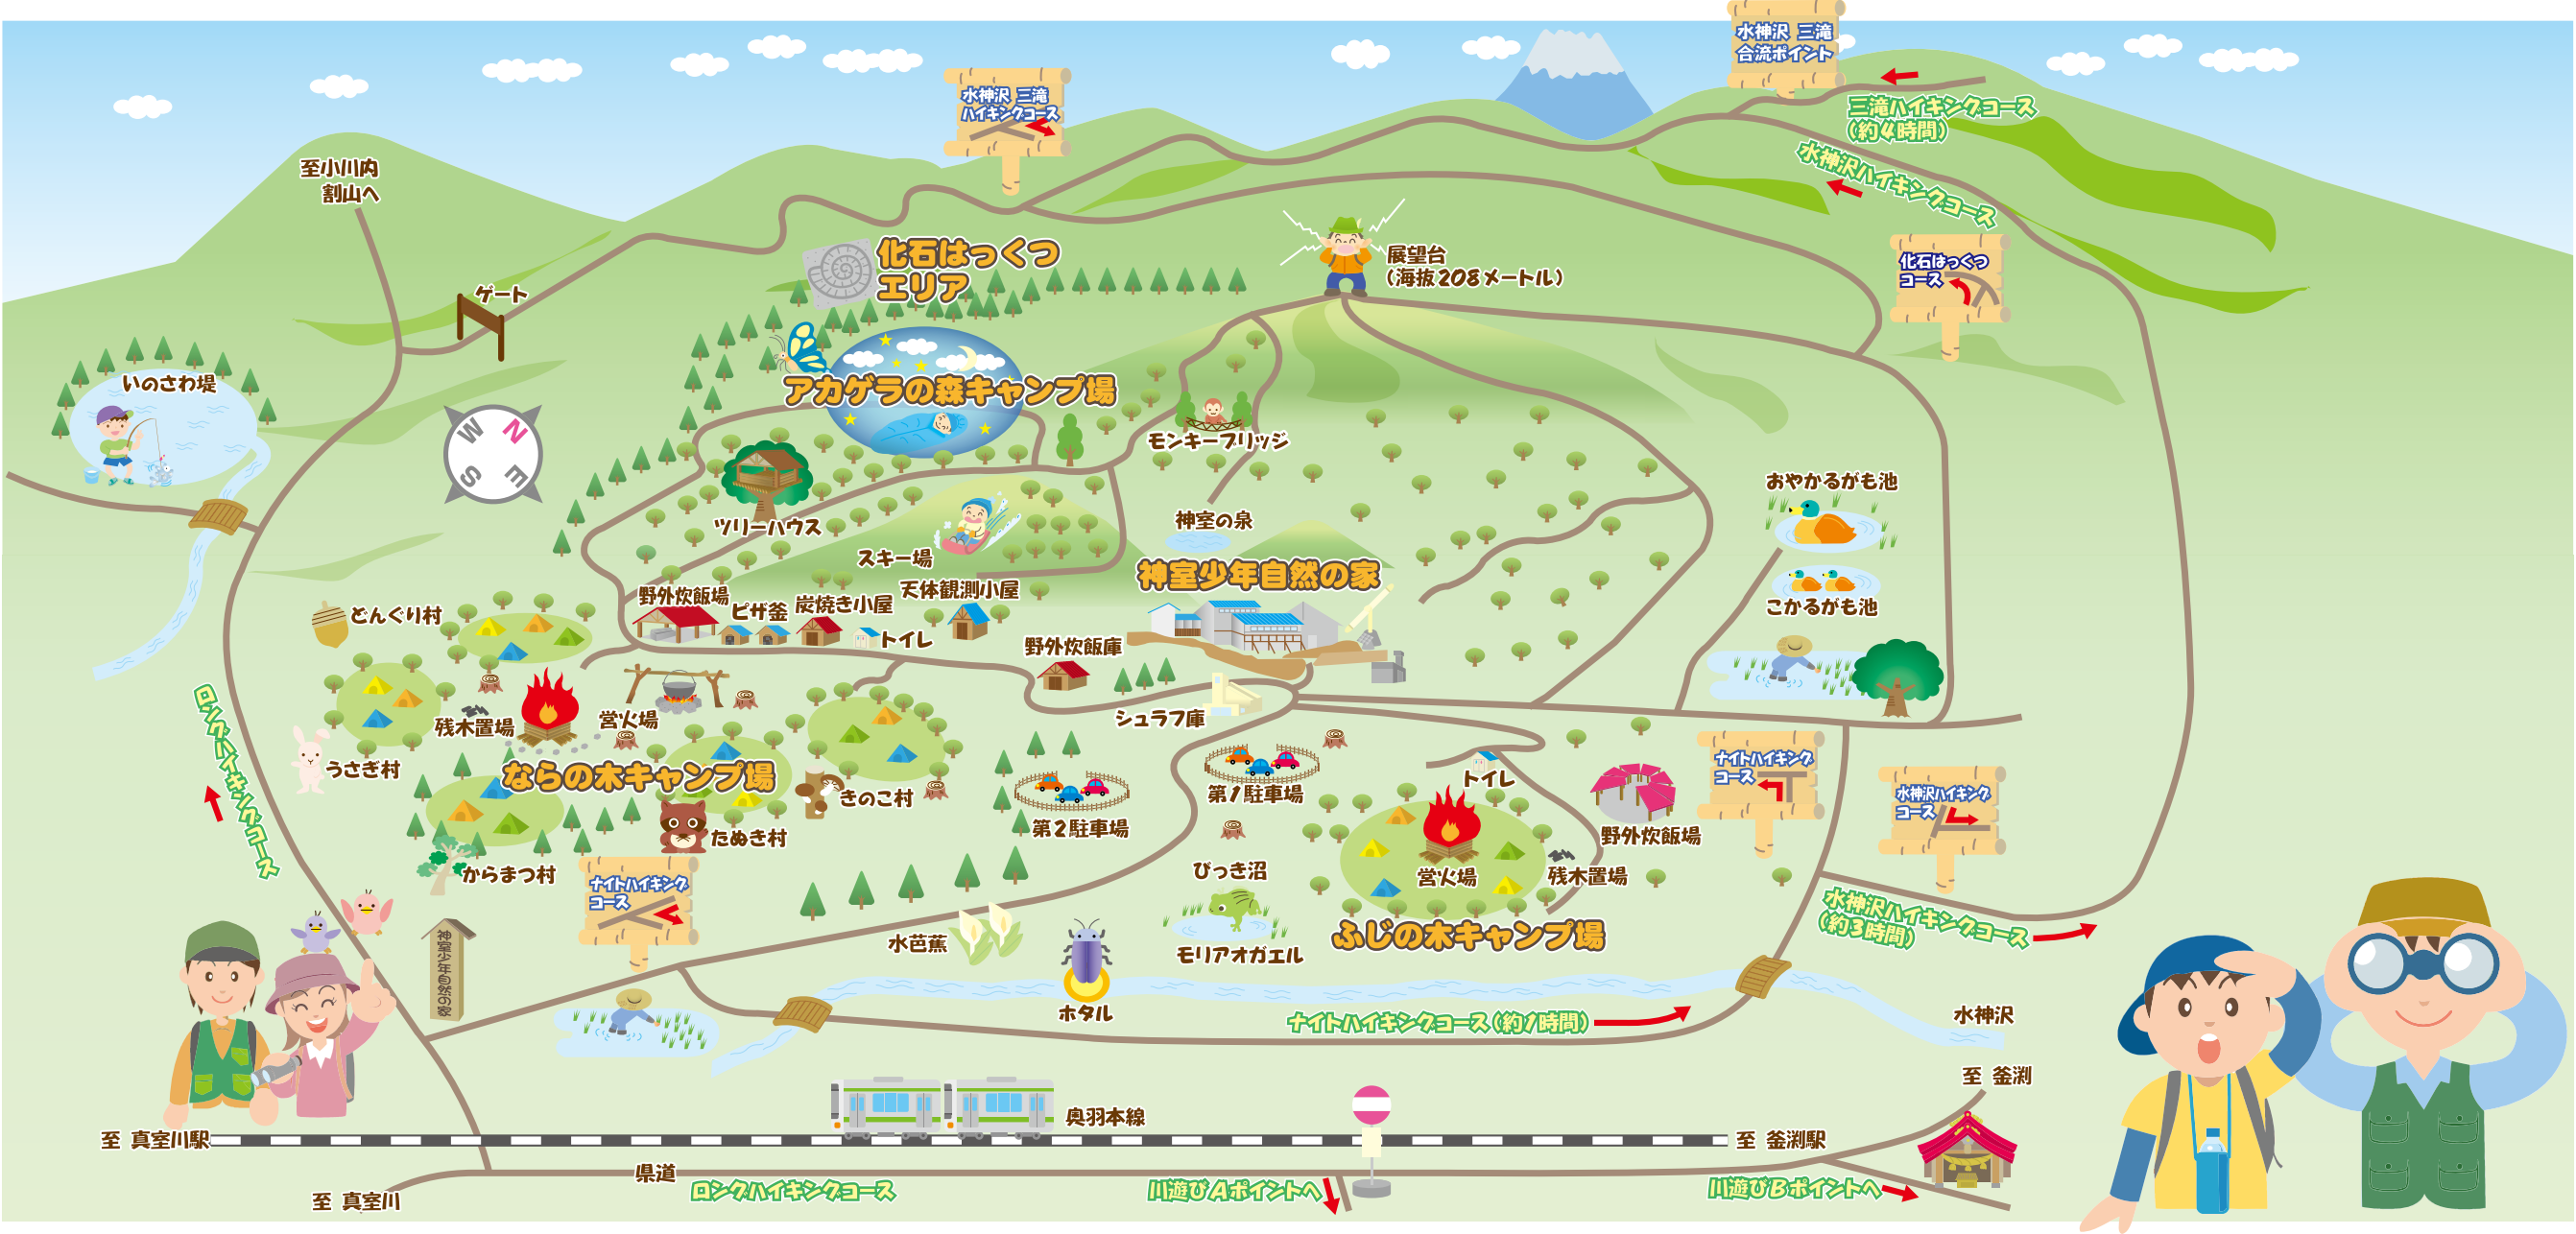 水神沢 三滝
合流ポイント
水神沢 三滝
ハイキングコース
三滝ハイキングコース
(約4時間)
水神沢ハイキングコース
至小川内
割山へ
化石はっくつ
エリア
展望台
(海抜208メートル)
化石はっくつ
コース
ゲート
いのさわ堤
アカゲラの森キャンプ場
W
N
S
E
モンキーブリッジ
おやかるがも池
ツリーハウス
神室の泉
スキー場
神室少年自然の家
天体観測小屋
野外炊飯場
ピザ釜
炭焼き小屋
こかるがも池
どんぐり村
トイレ
野外炊飯庫
残木置場
営火場
シュラフ庫
ロングハイキングコース
うさぎ村
ならの木キャンプ場
きのこ村
第1駐車場
トイレ
ナイトハイキング
コース
水神沢ハイキング
コース
第2駐車場
たぬき村
野外炊飯場
からまつ村
びっき沼
営火場
残木置場
ナイトハイキング
コース
水神沢ハイキングコース
(約3時間)
神室少年自然の家
水芭蕉
モリアオガエル
ふじの木キャンプ場
ホタル
ナイトハイキングコース(約1時間)
水神沢
至 釜渕
奥羽本線
至 真室川駅
至 釜渕駅
県道
至 真室川
ロングハイキングコース
川遊びAポイントへ
川遊びBポイントへ